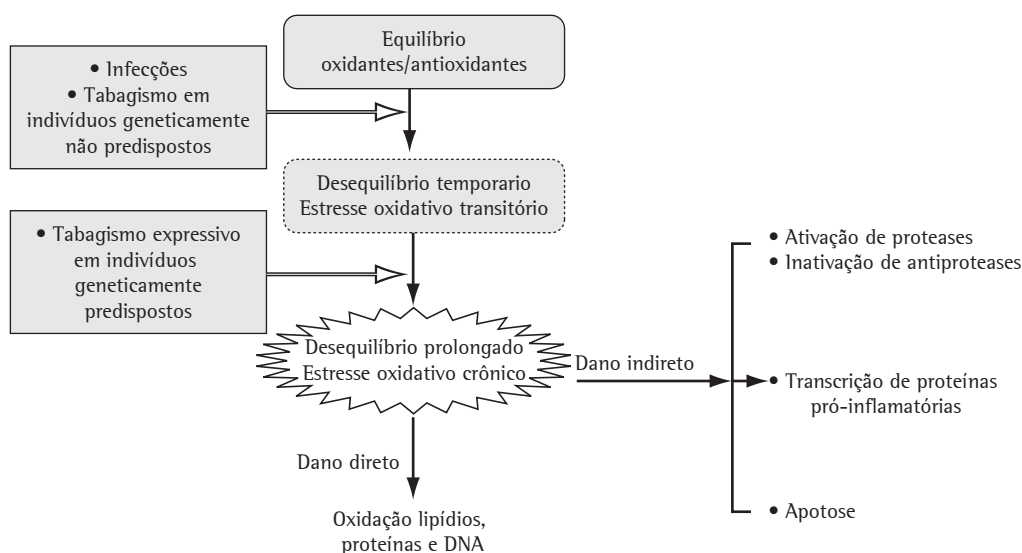 Equilíbrio
oxidantes/antioxidantes
• Infecções
• Tabagismo em
indivíduos geneticamente
não predispostos
Desequilíbrio temporario
Estresse oxidativo transitório
• Tabagismo expressivo
em indivíduos
geneticamente
predispostos
Desequilíbrio prolongado
Estresse oxidativo crônico
Dano indireto
• Ativação de proteases
• Inativação de antiproteases
• Transcrição de proteínas
pró-inflamatórias
• Apotose
Dano direto
Oxidação lipídios,
proteínas e DNA